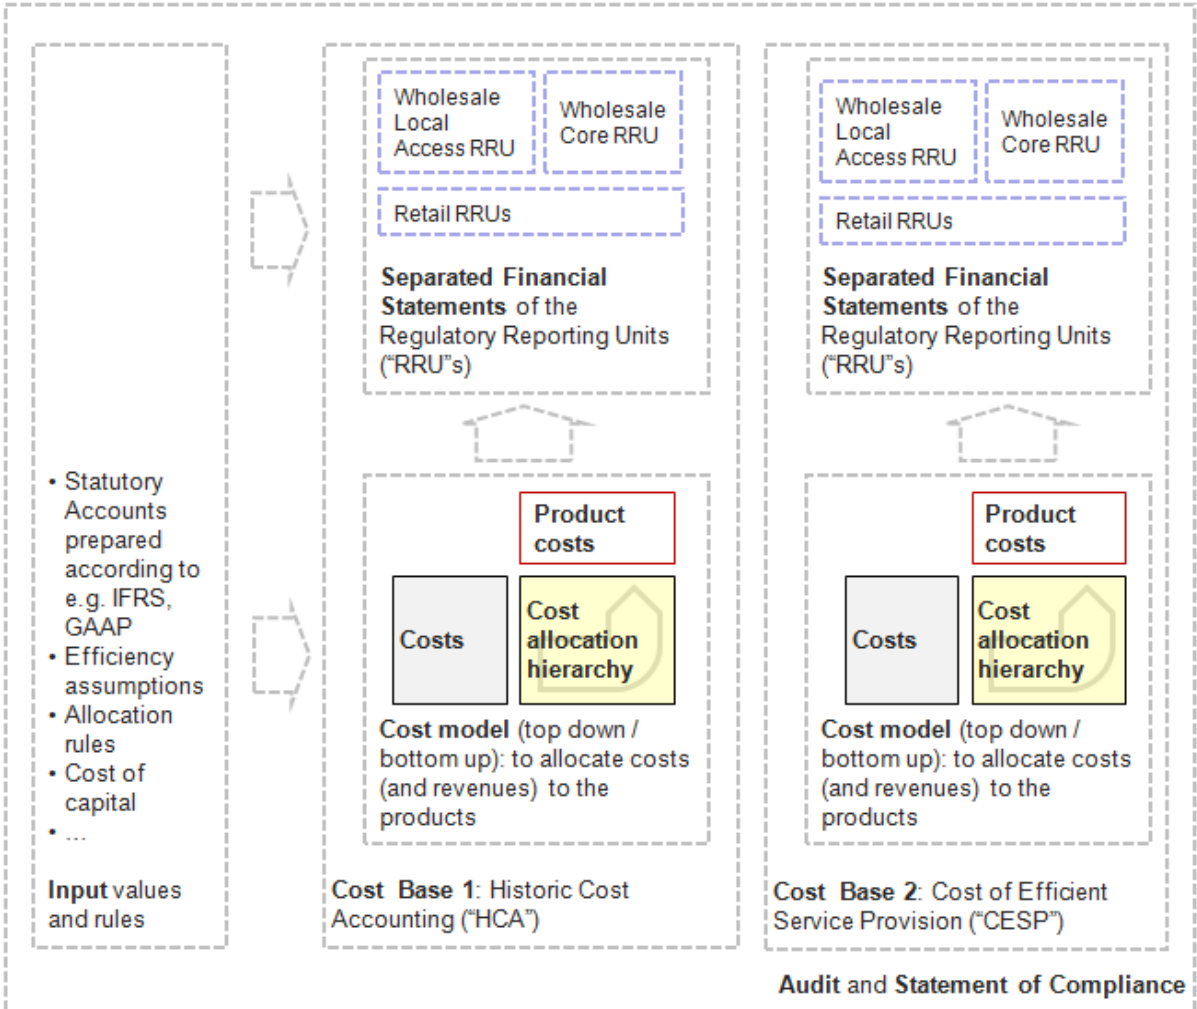 • Statutory
Accounts
prepared
according to
e.g. IFRS,
GAAP
• Efficiency
assumptions
• Allocation
rules
• Cost of
capital
• ...
Input values
and rules
Wholesale
Local
Access RRU
Wholesale
Core RRU
Retail RRUs
Separated Financial
Statements of the
Regulatory Reporting Units
(“RRU”s)
Product
costs
Costs
Cost
allocation
hierarchy
Cost model (top down /
bottom up): to allocate costs
(and revenues) to the
products
Cost Base 1: Historic Cost
Accounting (“HCA”)
Wholesale
Local
Access RRU
Wholesale
Core RRU
Retail RRUs
Separated Financial
Statements of the
Regulatory Reporting Units
(“RRU”s)
Product
costs
Costs
Cost
allocation
hierarchy
Cost model (top down /
bottom up): to allocate costs
(and revenues) to the
products
Cost Base 2: Cost of Efficient
Service Provision (“CESP”)
Audit and Statement of Compliance